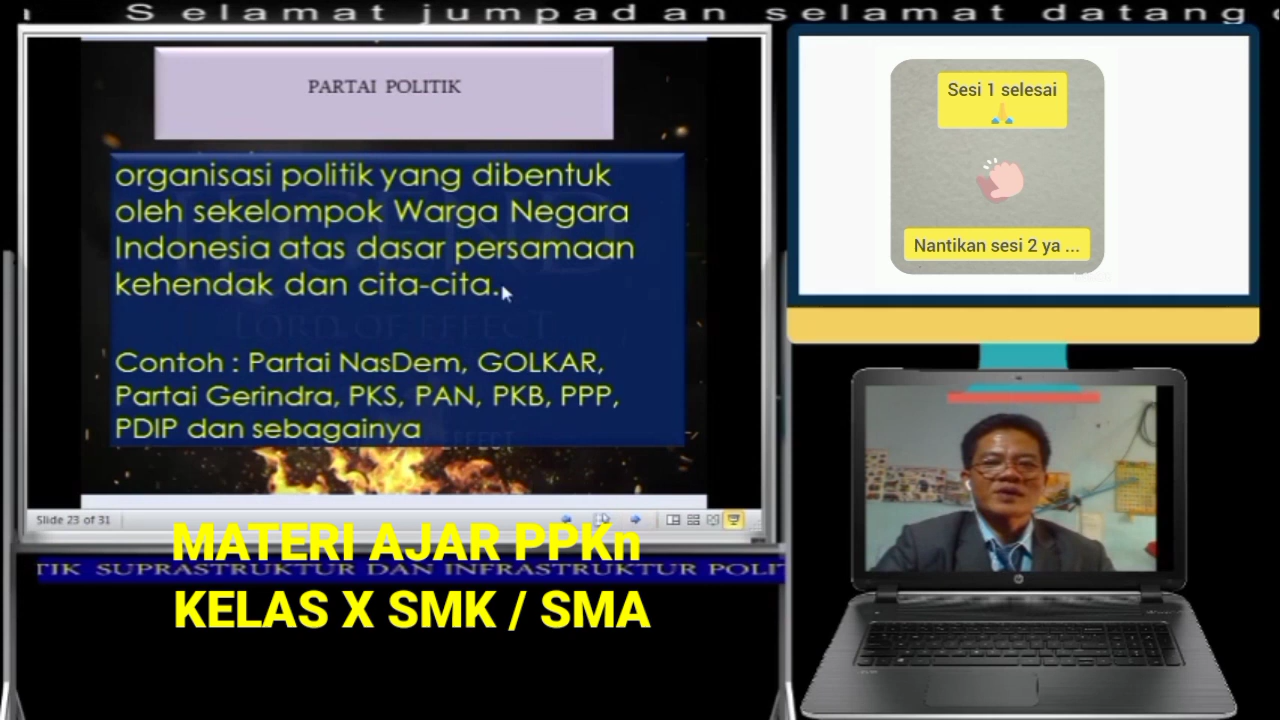 Selamat jumpa dan selamat datang
PARTAI POLITIK
organisasi politik yang dibentuk
oleh sekelompok Warga Negara
Indonesia atas dasar persamaan
kehendak dan cita-cita.
Contoh : Partai NasDem, GOLKAR,
Partai Gerindra, PKS, PAN, PKB, PPP,
PDIP dan sebagainya
Slide 23 of 31
MATERI AJAR PPKn
TIK SUPRASTRUKTUR DAN INFRASTRUKTUR POLIT
KELAS X SMK / SMA
Sesi 1 selesai
Nantikan sesi 2 ya ...
hp